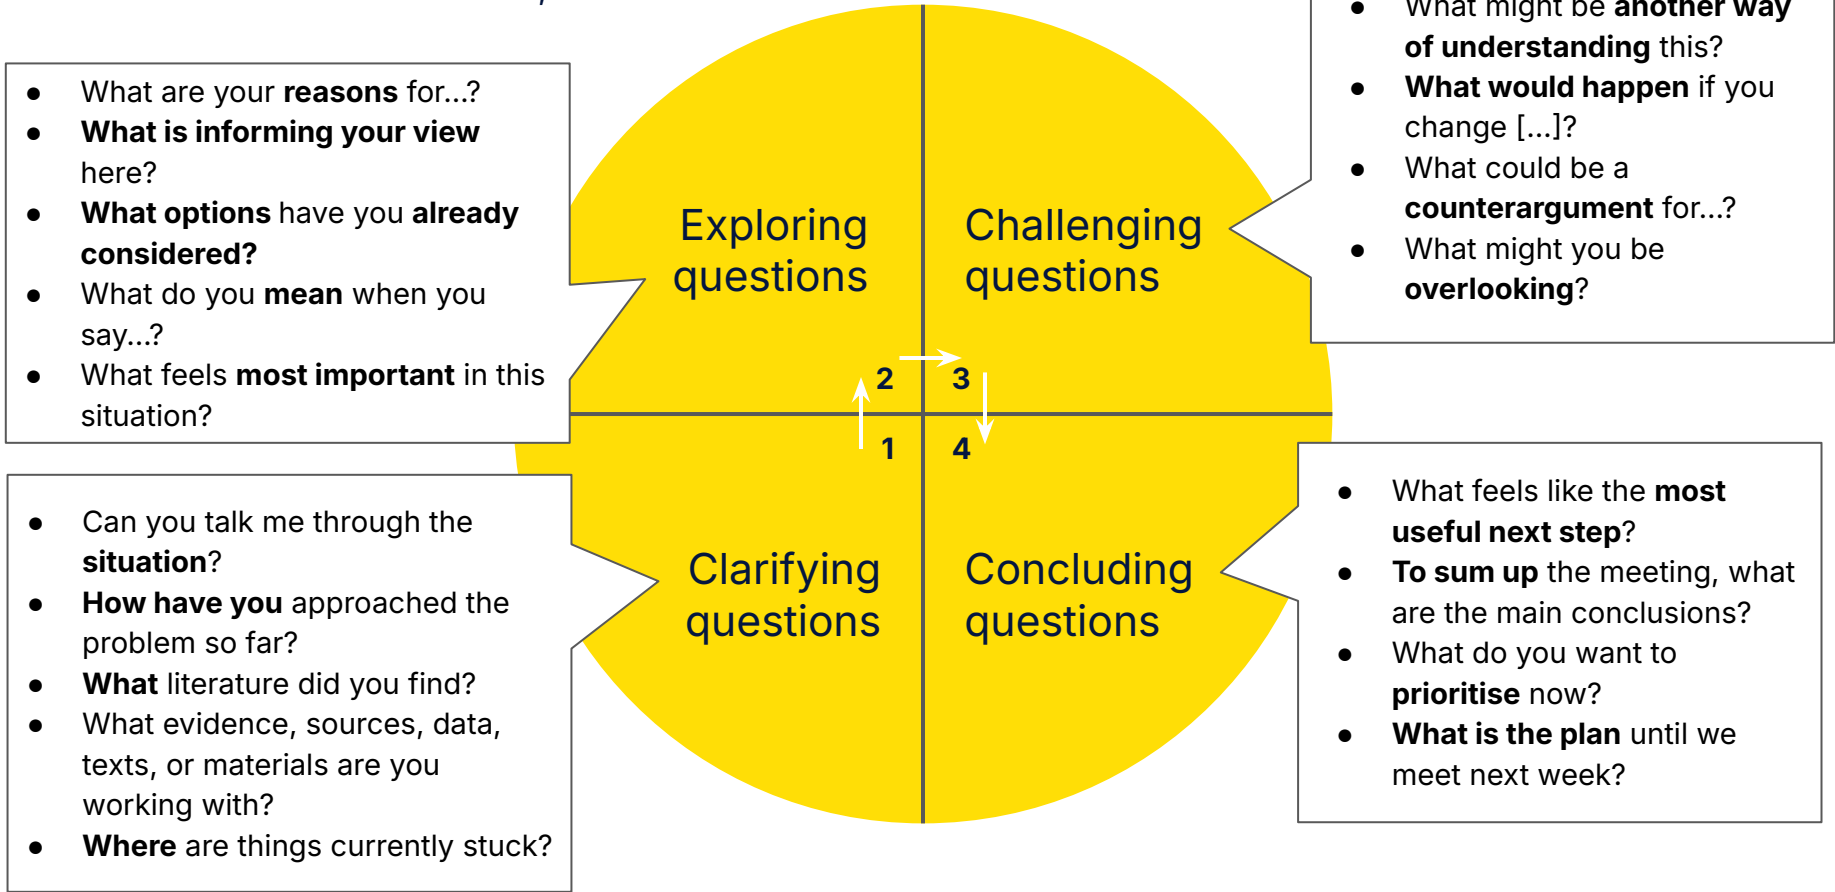 ● What are your reasons for...?
● What is informing your view
here?
● What options have you already
considered?
● What do you mean when you
say...?
● What feels most important in this
situation?
● What might be another way
of understanding this?
● What would happen if you
change [...]?
● What could be a
counterargument for...?
● What might you be
overlooking?
Exploring
questions
Challenging
questions
2
3
1
4
● Can you talk me through the
situation?
● How have you approached the
problem so far?
● What literature did you find?
● What evidence, sources, data,
texts, or materials are you
working with?
● Where are things currently stuck?
Clarifying
questions
Concluding
questions
● What feels like the most
useful next step?
● To sum up the meeting, what
are the main conclusions?
● What do you want to
prioritise now?
● What is the plan until we
meet next week?